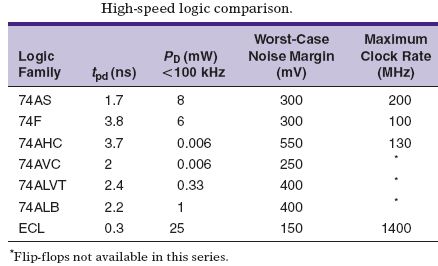 High-speed logic comparison.
Logic Family tpd (ns) PD (mW) <100 kHz Worst-Case Noise Margin (mV) Maximum Clock Rate (MHz)
74AS 1.7 8 300 200
74F 3.8 6 300 100
74AHC 3.7 0.006 550 130
74AVC 2 0.006 250 *
74ALVT 2.4 0.33 400 *
74ALB 2.2 1 400 *
ECL 0.3 25 150 1400
*Flip-flops not available in this series.